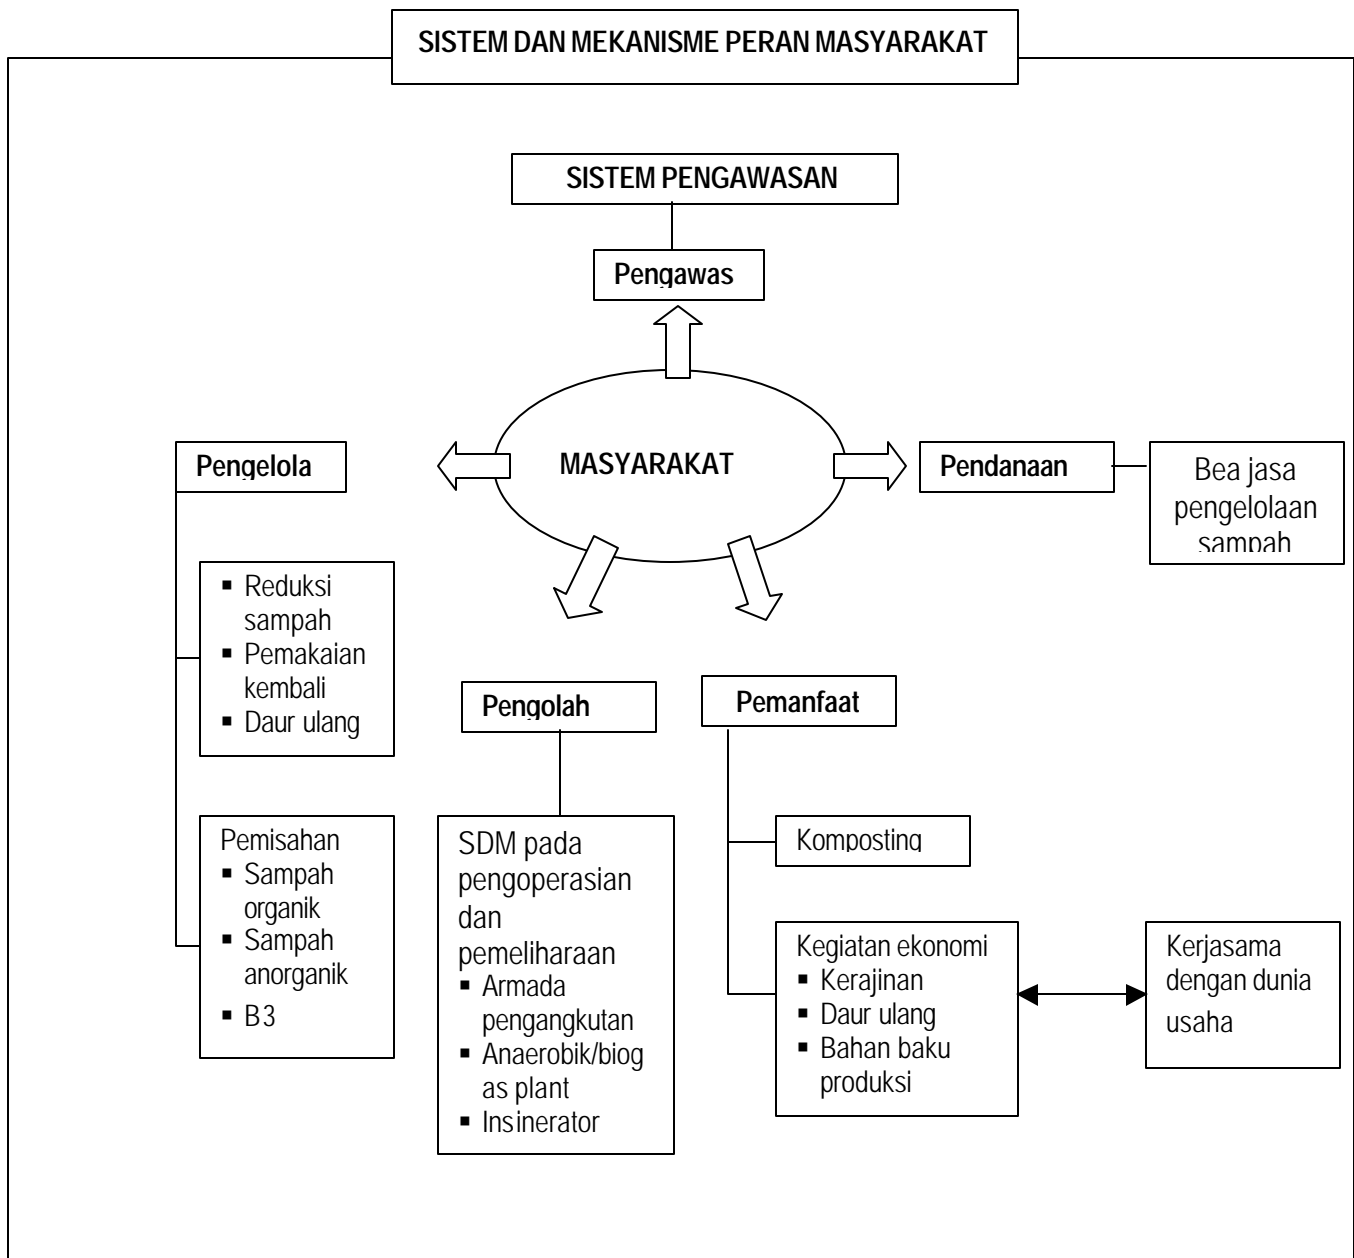 SISTEM DAN MEKANISME PERAN MASYARAKAT
SISTEM PENGAWASAN
Pengawas
MASYARAKAT
Pengelola
Pendanaan
Bea jasa
pengelolaan
sampah
▪ Reduksi
sampah
▪ Pemakaian
kembali
▪ Daur ulang
Pemisahan
▪ Sampah
organik
▪ Sampah
anorganik
▪ B3
Pengolah
SDM pada
pengoperasian
dan
pemeliharaan
▪ Armada
pengangkutan
▪ Anaerobik/biog
as plant
▪ Insinerator
Pemanfaat
Komposting
Kegiatan ekonomi
▪ Kerajinan
▪ Daur ulang
▪ Bahan baku
produksi
Kerjasama
dengan dunia
usaha